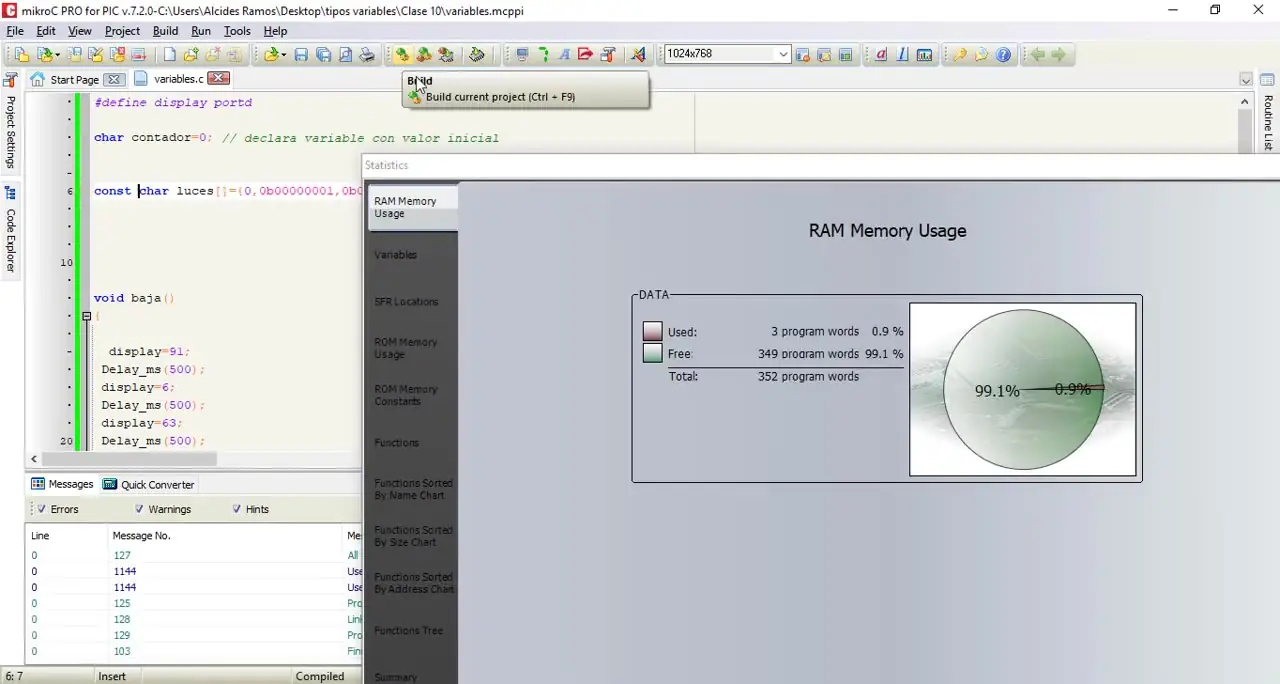 mikroC PRO for PIC v.7.2.0-C:\Users\Alcides Ramos\Desktop\tipos variables\Clase 10\variables.mcppi
File Edit View Project Build Run Tools Help
1024x768
Start Page variables.c
Build
Build current project (Ctrl + F9)
Project Settings
Code Explorer
Routine List
#define display portd
char contador=0; // declara variable con valor inicial
6 const char luces[]={0,0b00000001,0b0
10
void baja()
{
display=91;
Delay_ms(500);
display=6;
Delay_ms(500);
display=63;
20 Delay_ms(500);
Statistics
RAM Memory
Usage
Variables
SFR Locations
ROM Memory
Usage
ROM Memory
Constants
Functions
Functions Sorted
By Name Chart
Functions Sorted
By Size Chart
Functions Sorted
By Address Chart
Functions Tree
Summary
RAM Memory Usage
DATA
Used: 3 program words 0.9 %
Free: 349 program words 99.1 %
Total: 352 program words
99.1% 0.9%
Messages Quick Converter
Errors Warnings Hints
Line Message No. Me
0 127 All
0 1144 Use
0 1144 Use
0 125 Pro
0 128 Lin
0 129 Pro
0 103 Fin
6: 7 Insert Compiled